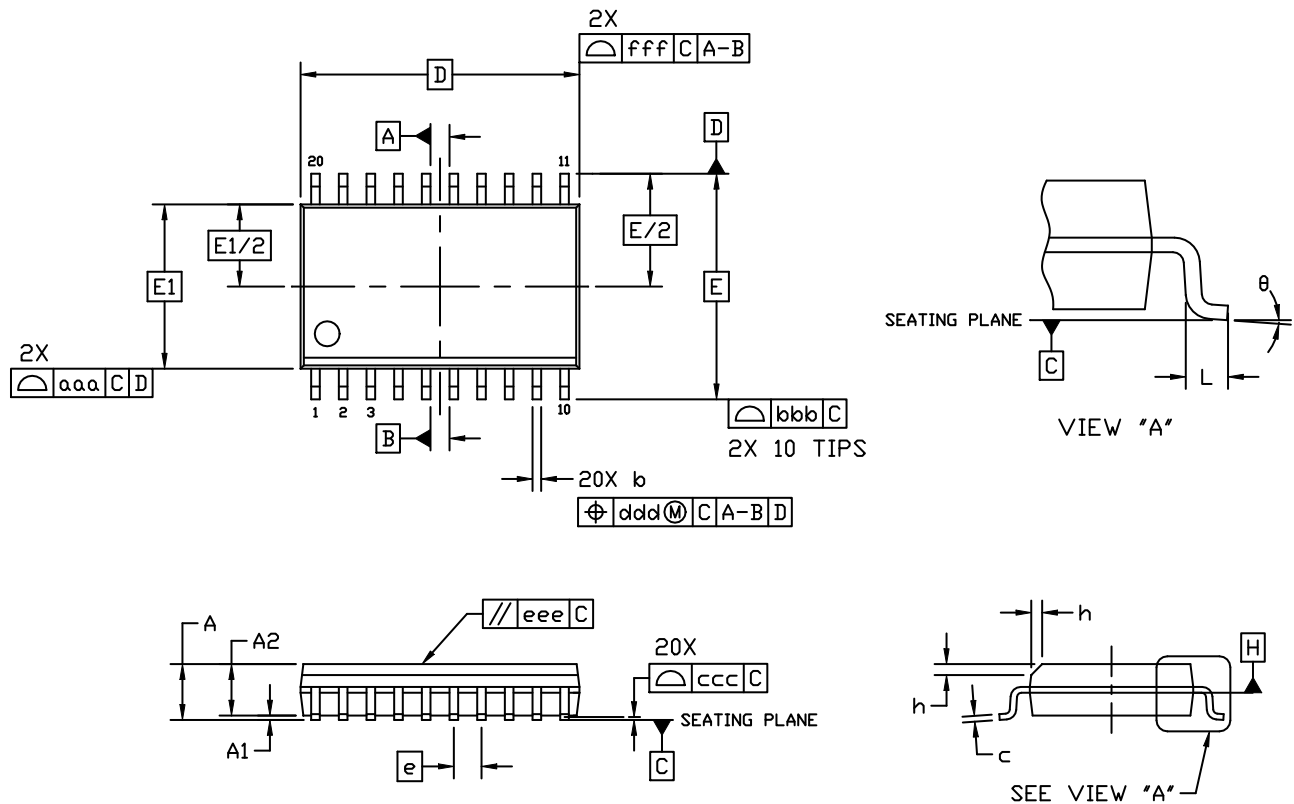 2X
fff C A-B
D
A
D
20
11
E1/2
E/2
E1
E
2X
aaa C D
1 2 3
10
B
bbb C
2X 10 TIPS
20X b
ddd Ⓜ C A-B D
θ
SEATING PLANE
C
L
VIEW "A"
// eee C
A
A2
20X
ccc C
SEATING PLANE
A1
e
C
h
H
h
c
SEE VIEW "A"